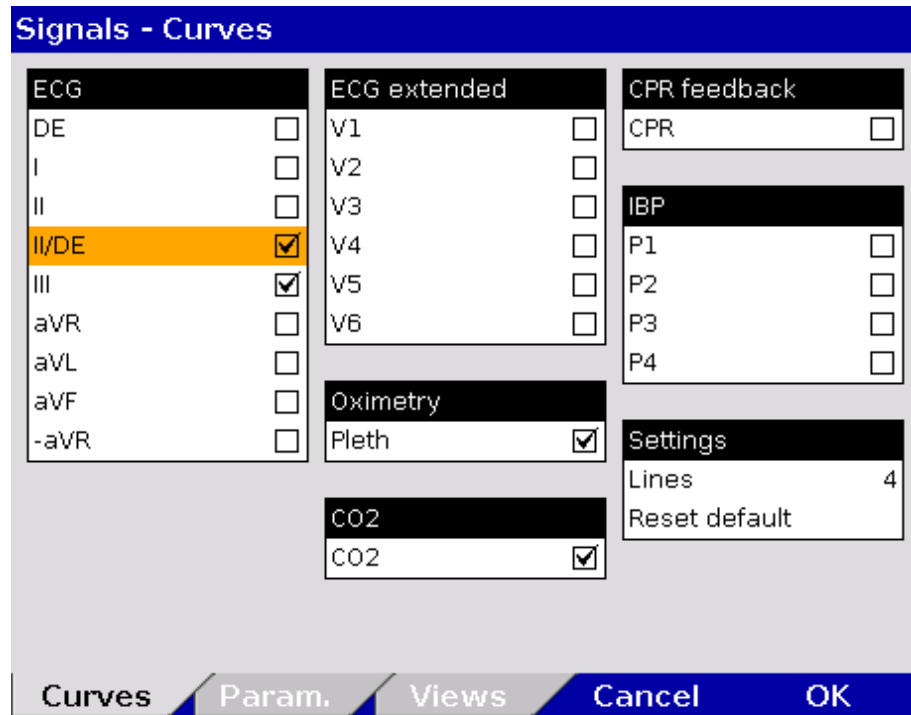 Signals - Curves
ECG
DE
I
II
II/DE
III
aVR
aVL
aVF
-aVR
ECG extended
V1
V2
V3
V4
V5
V6
Oximetry
Pleth
CO2
CO2
CPR feedback
CPR
IBP
P1
P2
P3
P4
Settings
Lines 4
Reset default
Curves Param. Views Cancel OK